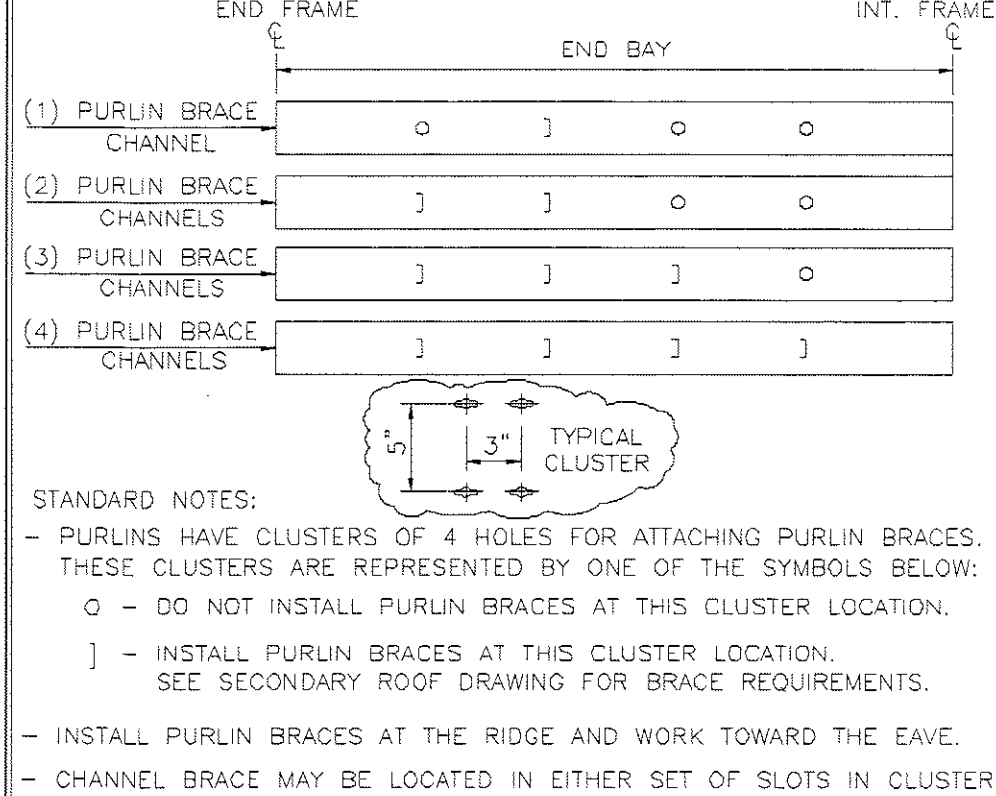 END FRAME
INT. FRAME
℄
℄
END BAY
(1) PURLIN BRACE
CHANNEL
O ] O O
(2) PURLIN BRACE
CHANNELS
] ] O O
(3) PURLIN BRACE
CHANNELS
] ] ] O
(4) PURLIN BRACE
CHANNELS
] ] ] ]
5"
3"
TYPICAL
CLUSTER
STANDARD NOTES:
– PURLINS HAVE CLUSTERS OF 4 HOLES FOR ATTACHING PURLIN BRACES.
THESE CLUSTERS ARE REPRESENTED BY ONE OF THE SYMBOLS BELOW:
O – DO NOT INSTALL PURLIN BRACES AT THIS CLUSTER LOCATION.
] – INSTALL PURLIN BRACES AT THIS CLUSTER LOCATION.
SEE SECONDARY ROOF DRAWING FOR BRACE REQUIREMENTS.
– INSTALL PURLIN BRACES AT THE RIDGE AND WORK TOWARD THE EAVE.
– CHANNEL BRACE MAY BE LOCATED IN EITHER SET OF SLOTS IN CLUSTER